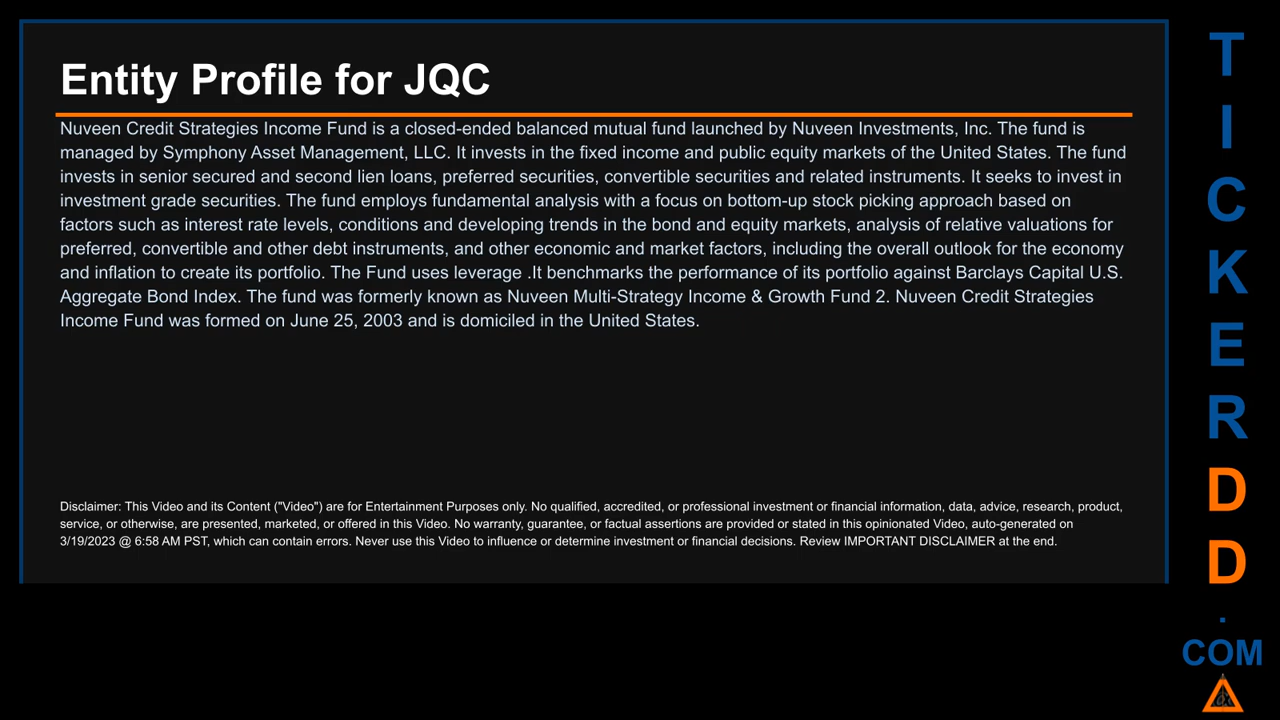 Entity Profile for JQC
Nuveen Credit Strategies Income Fund is a closed-ended balanced mutual fund launched by Nuveen Investments, Inc. The fund is
managed by Symphony Asset Management, LLC. It invests in the fixed income and public equity markets of the United States. The fund
invests in senior secured and second lien loans, preferred securities, convertible securities and related instruments. It seeks to invest in
investment grade securities. The fund employs fundamental analysis with a focus on bottom-up stock picking approach based on
factors such as interest rate levels, conditions and developing trends in the bond and equity markets, analysis of relative valuations for
preferred, convertible and other debt instruments, and other economic and market factors, including the overall outlook for the economy
and inflation to create its portfolio. The Fund uses leverage .It benchmarks the performance of its portfolio against Barclays Capital U.S.
Aggregate Bond Index. The fund was formerly known as Nuveen Multi-Strategy Income & Growth Fund 2. Nuveen Credit Strategies
Income Fund was formed on June 25, 2003 and is domiciled in the United States.
Disclaimer: This Video and its Content ("Video") are for Entertainment Purposes only. No qualified, accredited, or professional investment or financial information, data, advice, research, product,
service, or otherwise, are presented, marketed, or offered in this Video. No warranty, guarantee, or factual assertions are provided or stated in this opinionated Video, auto-generated on
3/19/2023 @ 6:58 AM PST, which can contain errors. Never use this Video to influence or determine investment or financial decisions. Review IMPORTANT DISCLAIMER at the end.
T
I
C
K
E
R
D
D
.
COM